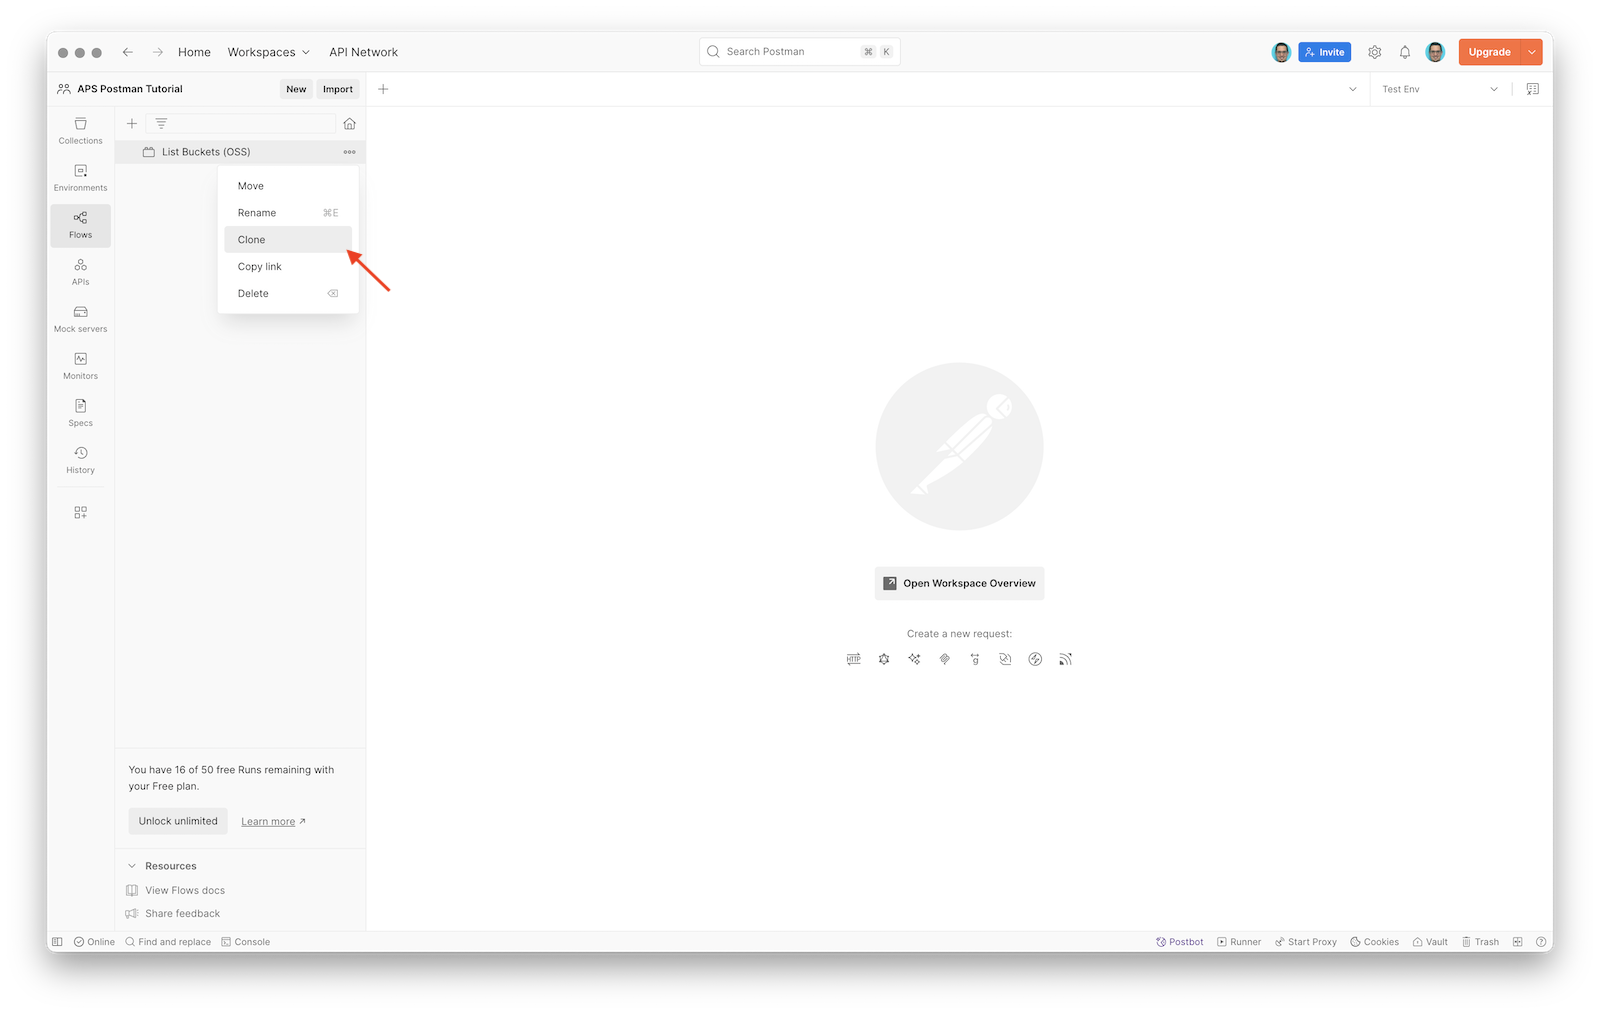 Home
Workspaces
API Network
Search Postman
⌘ K
Invite
Upgrade
APS Postman Tutorial
New
Import
Test Env
Collections
Environments
Flows
APIs
Mock servers
Monitors
Specs
History
List Buckets (OSS)
Move
Rename ⌘E
Clone
Copy link
Delete
Open Workspace Overview
Create a new request:
HTTP
g
You have 16 of 50 free Runs remaining with
your Free plan.
Unlock unlimited
Learn more ↗
Resources
View Flows docs
Share feedback
Online
Find and replace
Console
Postbot
Runner
Start Proxy
Cookies
Vault
Trash